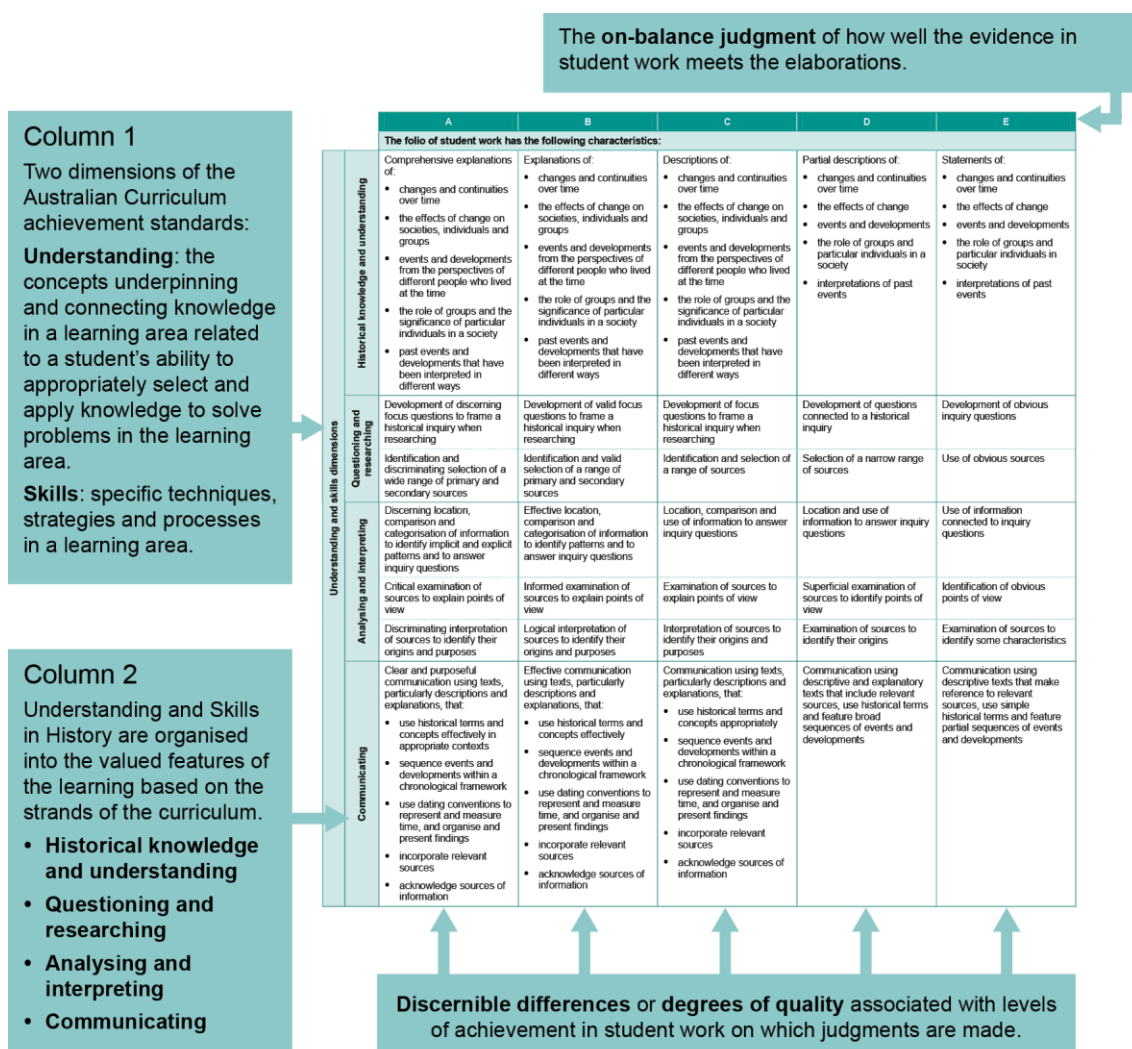 The on-balance judgment of how well the evidence in
student work meets the elaborations.
Column 1
Two dimensions of the
Australian Curriculum
achievement standards:
Understanding: the
concepts underpinning
and connecting knowledge
in a learning area related
to a student's ability to
appropriately select and
apply knowledge to solve
problems in the learning
area.
Skills: specific techniques,
strategies and processes
in a learning area.
Column 2
Understanding and Skills
in History are organised
into the valued features of
the learning based on the
strands of the curriculum.
• Historical knowledge
and understanding
• Questioning and
researching
• Analysing and
interpreting
• Communicating
A
B
C
D
E
The folio of student work has the following characteristics:
Understanding and skills dimensions
Historical knowledge and understanding
Comprehensive explanations
of:
• changes and continuities
over time
• the effects of change on
societies, individuals and
groups
• events and developments
from the perspectives of
different people who lived
at the time
• the role of groups and the
significance of particular
individuals in a society
• past events and
developments that have
been interpreted in
different ways
Explanations of:
• changes and continuities
over time
• the effects of change on
societies, individuals and
groups
• events and developments
from the perspectives of
different people who lived
at the time
• the role of groups and the
significance of particular
individuals in a society
• past events and
developments that have
been interpreted in
different ways
Descriptions of:
• changes and continuities
over time
• the effects of change on
societies, individuals and
groups
• events and developments
from the perspectives of
different people who lived
at the time
• the role of groups and the
significance of particular
individuals in a society
• past events and
developments that have
been interpreted in
different ways
Partial descriptions of:
• changes and continuities
over time
• the effects of change
• events and developments
• the role of groups and
particular individuals in a
society
• interpretations of past
events
Statements of:
• changes and continuities
over time
• the effects of change
• events and developments
• the role of groups and
particular individuals in
society
• interpretations of past
events
Questioning and
researching
Development of discerning
focus questions to frame a
historical inquiry when
researching
Development of valid focus
questions to frame a
historical inquiry when
researching
Development of focus
questions to frame a
historical inquiry when
researching
Development of questions
connected to a historical
inquiry
Development of obvious
inquiry questions
Identification and
discriminating selection of a
wide range of primary and
secondary sources
Identification and valid
selection of a range of
primary and secondary
sources
Identification and selection of
a range of sources
Selection of a narrow range
of sources
Use of obvious sources
Analysing and interpreting
Discerning location,
comparison and
categorisation of information
to identify implicit and explicit
patterns and to answer
inquiry questions
Effective location,
comparison and
categorisation of information
to identify patterns and to
answer inquiry questions
Location, comparison and
use of information to answer
inquiry questions
Location and use of
information to answer inquiry
questions
Use of information
connected to inquiry
questions
Critical examination of
sources to explain points of
view
Informed examination of
sources to explain points of
view
Examination of sources to
explain points of view
Superficial examination of
sources to identify points of
view
Identification of obvious
points of view
Discriminating interpretation
of sources to identify their
origins and purposes
Logical interpretation of
sources to identify their
origins and purposes
Interpretation of sources to
identify their origins and
purposes
Examination of sources to
identify their origins
Examination of sources to
identify some characteristics
Communicating
Clear and purposeful
communication using texts,
particularly descriptions and
explanations, that:
• use historical terms and
concepts effectively in
appropriate contexts
• sequence events and
developments within a
chronological framework
• use dating conventions to
represent and measure
time, and organise and
present findings
• incorporate relevant
sources
• acknowledge sources of
information
Effective communication
using texts, particularly
descriptions and
explanations, that:
• use historical terms and
concepts effectively
• sequence events and
developments within a
chronological framework
• use dating conventions to
represent and measure
time, and organise and
present findings
• incorporate relevant
sources
• acknowledge sources of
information
Communication using texts,
particularly descriptions and
explanations, that:
• use historical terms and
concepts appropriately
• sequence events and
developments within a
chronological framework
• use dating conventions to
represent and measure
time, and organise and
present findings
• incorporate relevant
sources
• acknowledge sources of
information
Communication using
descriptive and explanatory
texts that include relevant
sources, use historical terms
and feature broad
sequences of events and
developments
Communication using
descriptive texts that make
reference to relevant
sources, use simple
historical terms and feature
partial sequences of events
and developments
Discernible differences or degrees of quality associated with levels
of achievement in student work on which judgments are made.